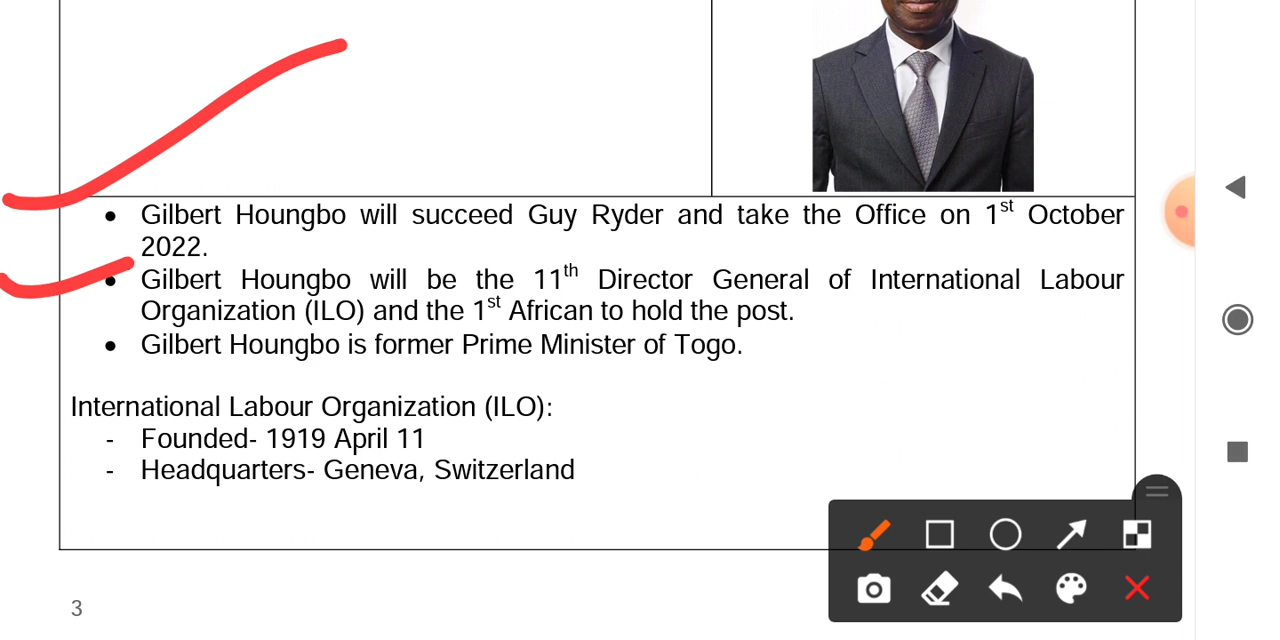 • Gilbert Houngbo will succeed Guy Ryder and take the Office on 1st October
2022.
• Gilbert Houngbo will be the 11th Director General of International Labour
Organization (ILO) and the 1st African to hold the post.
• Gilbert Houngbo is former Prime Minister of Togo.
International Labour Organization (ILO):
- Founded- 1919 April 11
- Headquarters- Geneva, Switzerland
3